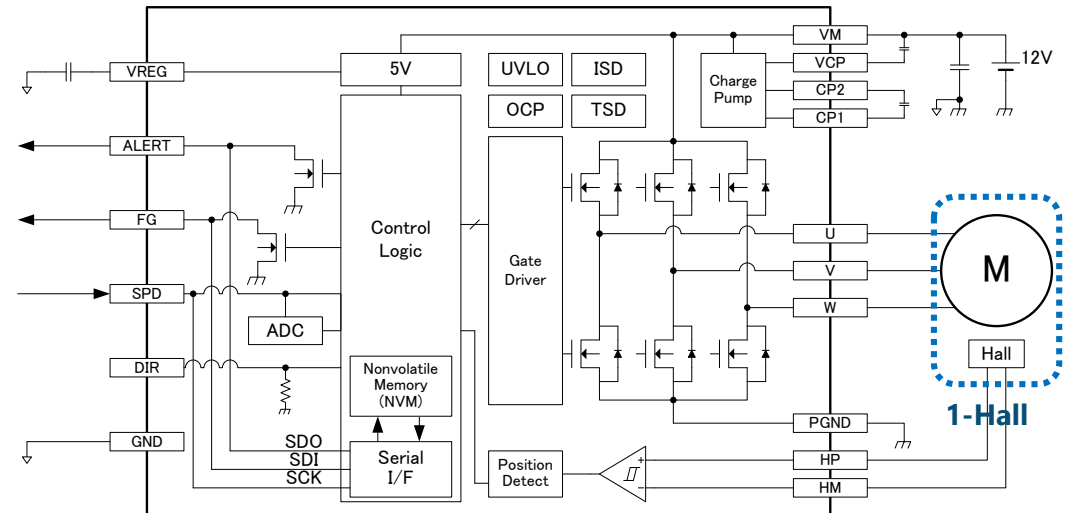 VM
VREG
5V
UVLO
ISD
VCP
12V
Charge
Pump
CP2
OCP
TSD
CP1
ALERT
FG
Control
Logic
Gate
Driver
U
V
W
M
SPD
ADC
Hall
DIR
Nonvolatile
Memory
(NVM)
1-Hall
PGND
GND
SDO
SDI
SCK
Serial
I/F
Position
Detect
+
−
HP
HM